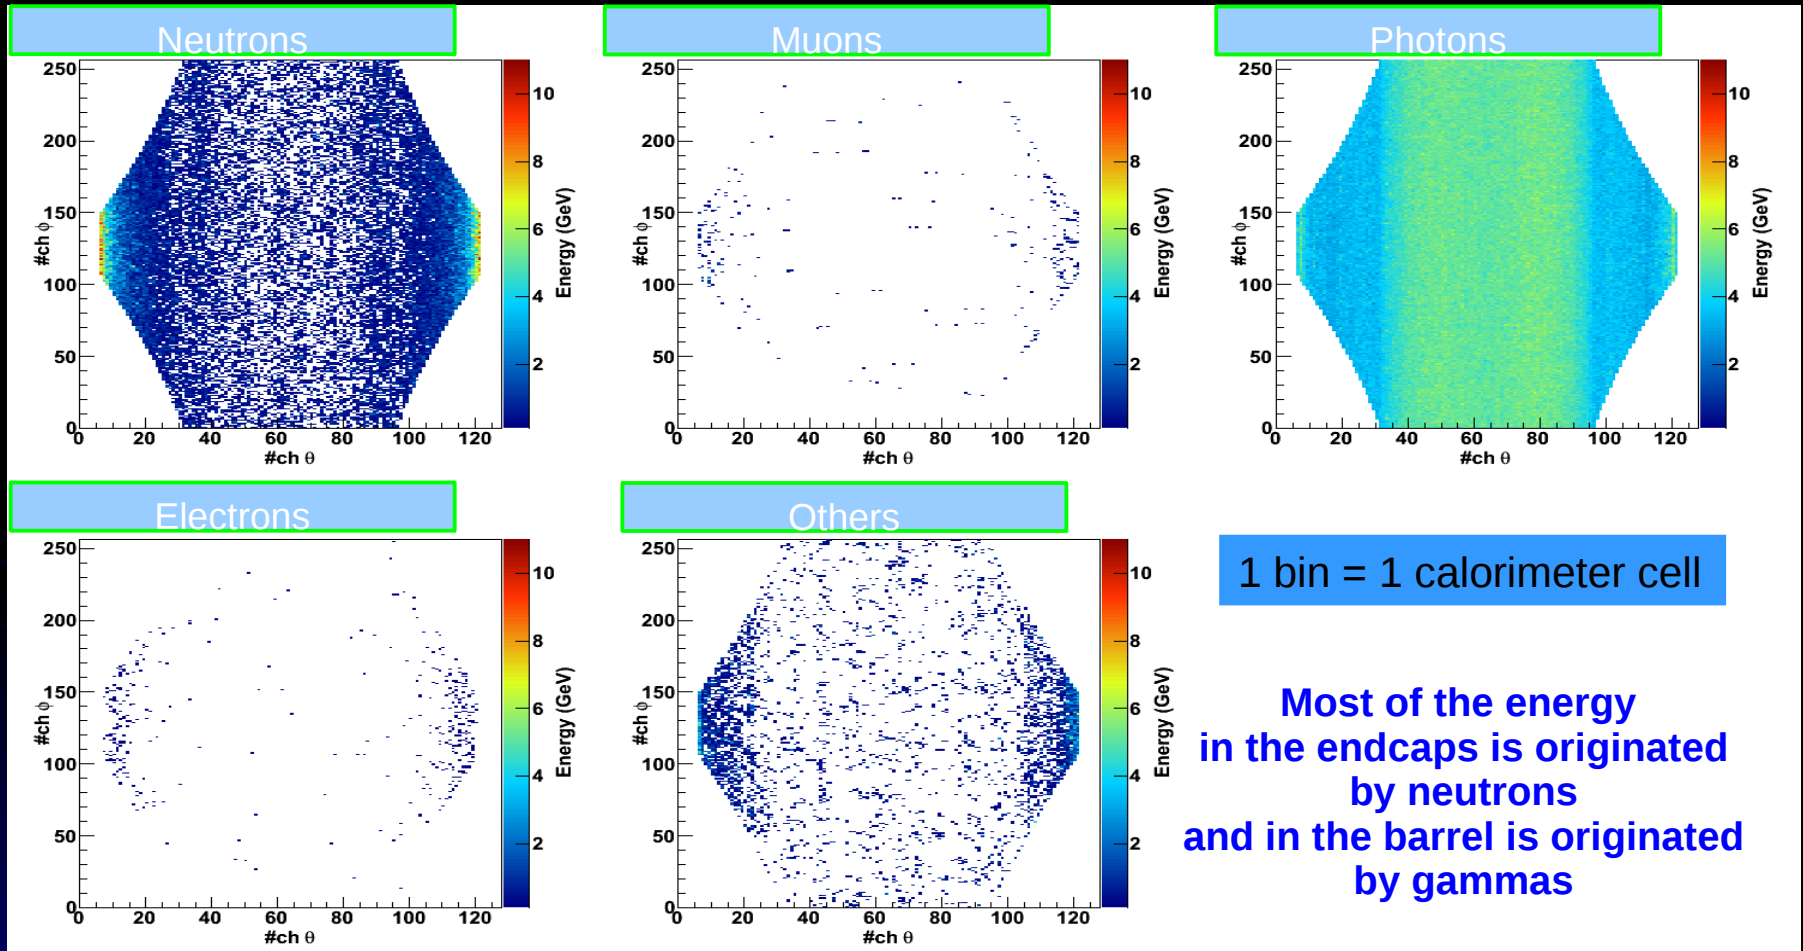 Neutrons
250
200
150
100
50
0
0 20 40 60 80 100 120
#ch ϕ
#ch θ
10
8
6
4
2
Energy (GeV)
Muons
250
200
150
100
50
0
0 20 40 60 80 100 120
#ch ϕ
#ch θ
10
8
6
4
2
Energy (GeV)
Photons
250
200
150
100
50
0
0 20 40 60 80 100 120
#ch ϕ
#ch θ
10
8
6
4
2
Energy (GeV)
Electrons
250
200
150
100
50
0
0 20 40 60 80 100 120
#ch ϕ
#ch θ
10
8
6
4
2
Energy (GeV)
Others
250
200
150
100
50
0
0 20 40 60 80 100 120
#ch ϕ
#ch θ
10
8
6
4
2
Energy (GeV)
1 bin = 1 calorimeter cell
Most of the energy
in the endcaps is originated
by neutrons
and in the barrel is originated
by gammas